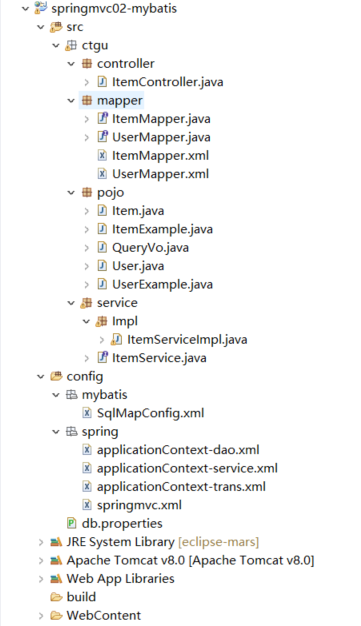 springmvc02-mybatis
src
ctgu
controller
ItemController.java
mapper
ItemMapper.java
UserMapper.java
ItemMapper.xml
UserMapper.xml
pojo
Item.java
ItemExample.java
QueryVo.java
User.java
UserExample.java
service
Impl
ItemServiceImpl.java
ItemService.java
config
mybatis
SqlMapConfig.xml
spring
applicationContext-dao.xml
applicationContext-service.xml
applicationContext-trans.xml
springmvc.xml
db.properties
JRE System Library [eclipse-mars]
Apache Tomcat v8.0 [Apache Tomcat v8.0]
Web App Libraries
build
WebContent